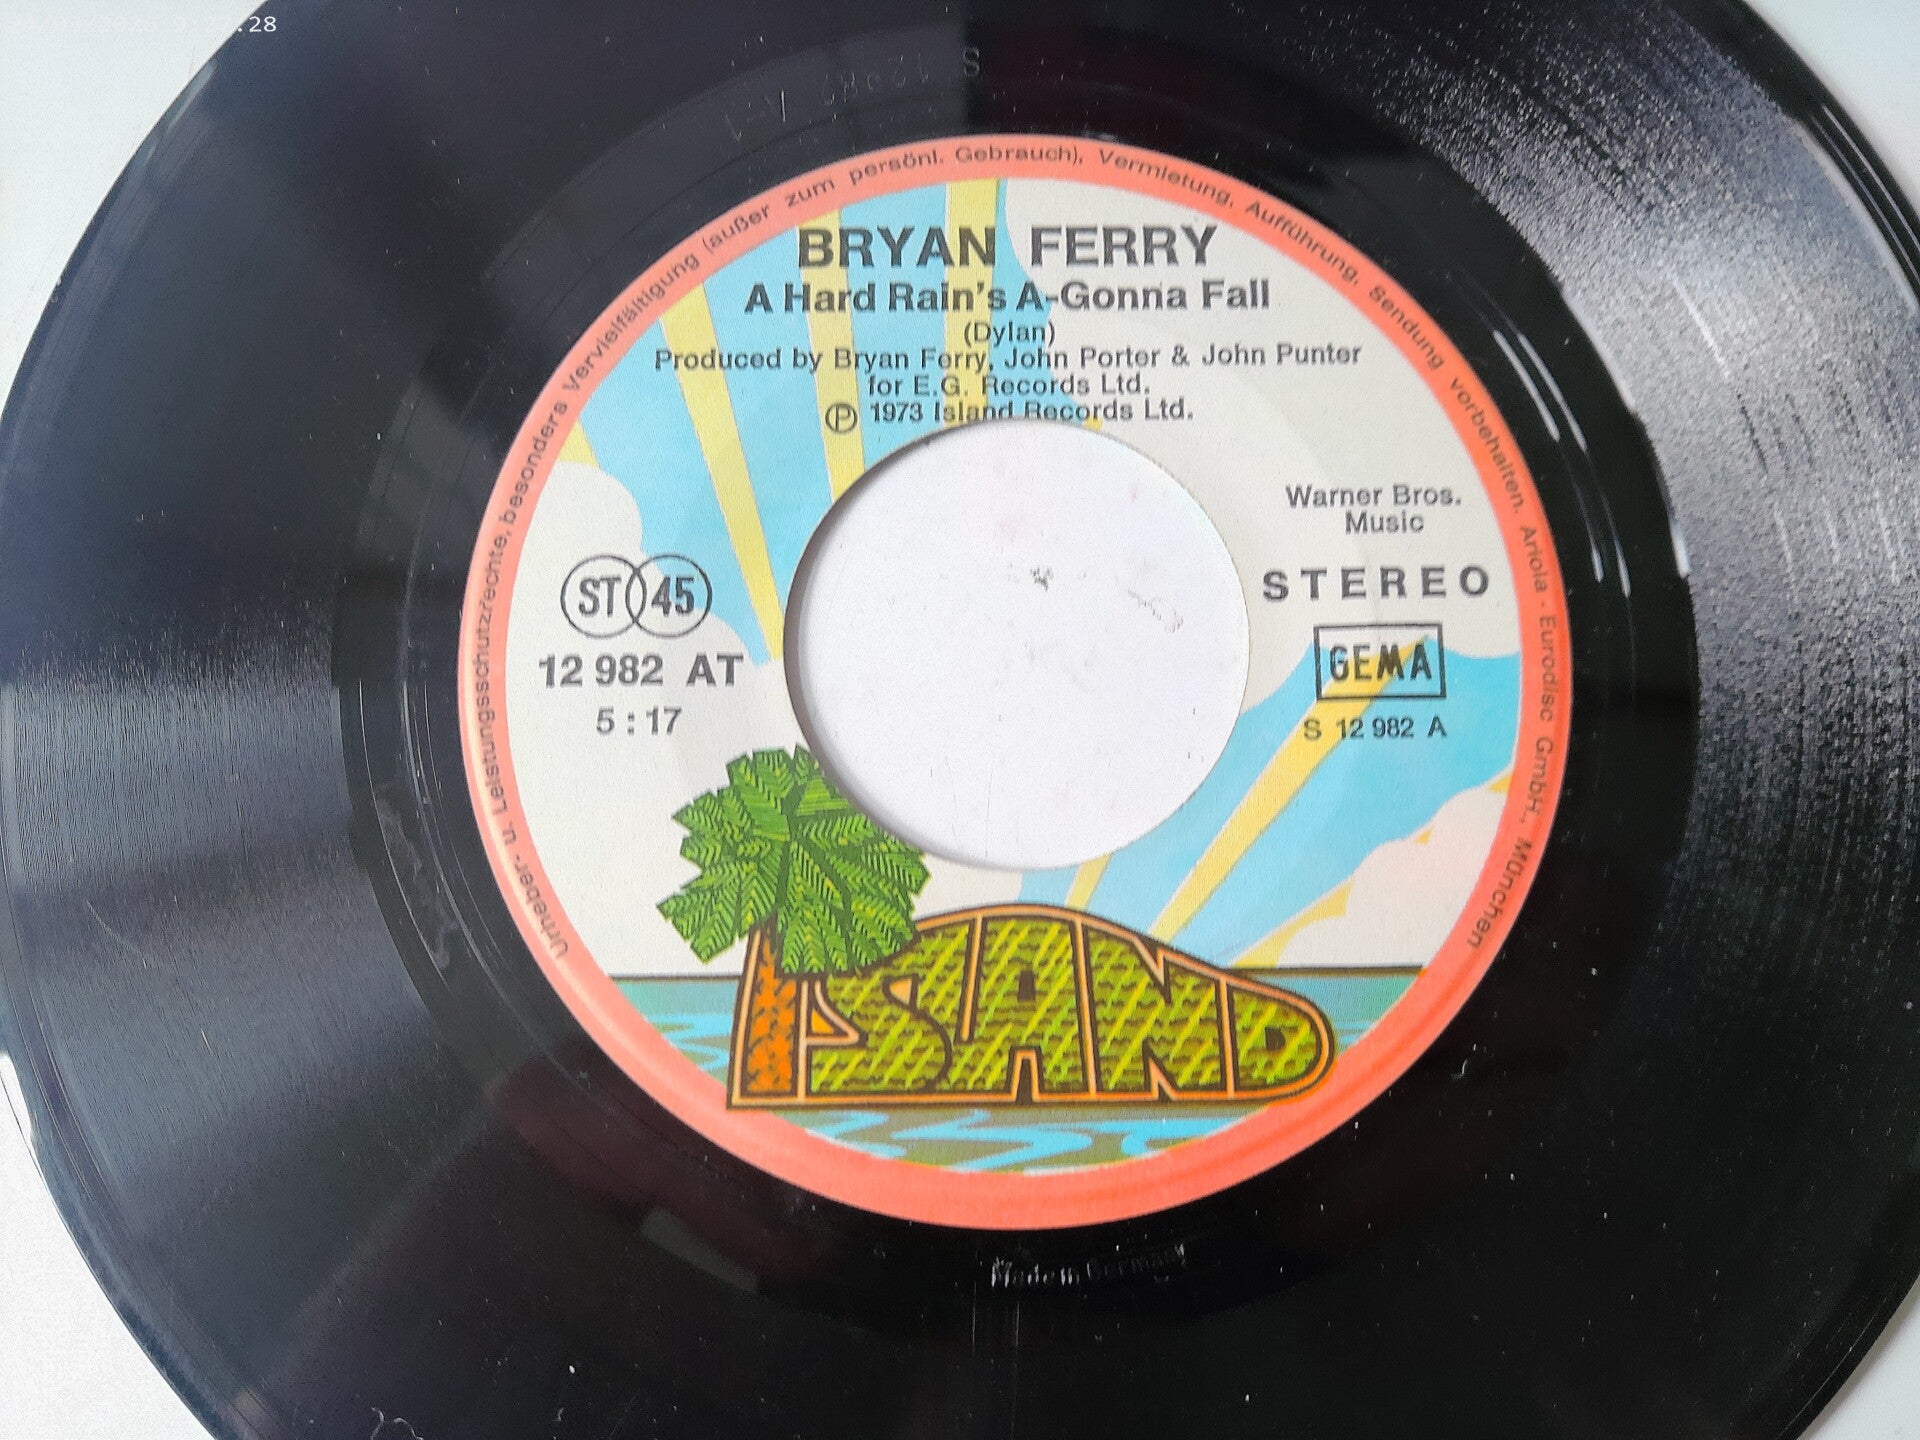 BRYAN FERRY
A Hard Rain's A-Gonna Fall
(Dylan)
Produced by Bryan Ferry, John Porter & John Punter
for E.G. Records Ltd.
Ⓟ 1973 Island Records Ltd.
Warner Bros.
Music
STEREO
GEMA
S 12 982 A
ST 45
12 982 AT
5:17
ISLAND
Urheber- u. Leistungsschutzrechte, besonders Vervielfältigung (außer zum persönl. Gebrauch), Vermietung, Aufführung, Sendung vorbehalten. Ariola-Eurodisc GmbH., München
Made in Germany